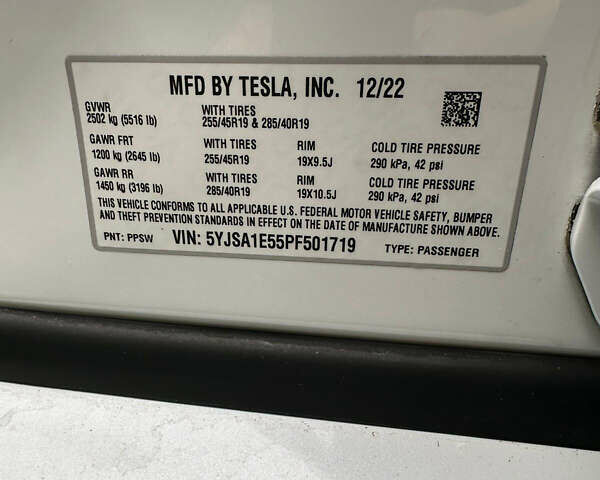 MFD BY TESLA, INC. 12/22
GVWR
2502 kg (5516 lb)
WITH TIRES
255/45R19 & 285/40R19
GAWR FRT
1200 kg (2645 lb)
WITH TIRES
255/45R19
RIM
19X9.5J
COLD TIRE PRESSURE
290 kPa, 42 psi
GAWR RR
1450 kg (3196 lb)
WITH TIRES
285/40R19
RIM
19X10.5J
COLD TIRE PRESSURE
290 kPa, 42 psi
THIS VEHICLE CONFORMS TO ALL APPLICABLE U.S. FEDERAL MOTOR VEHICLE SAFETY, BUMPER
AND THEFT PREVENTION STANDARDS IN EFFECT ON THE DATE OF MANUFACTURE SHOWN ABOVE.
PNT: PPSW VIN: 5YJSA1E55PF501719 TYPE: PASSENGER